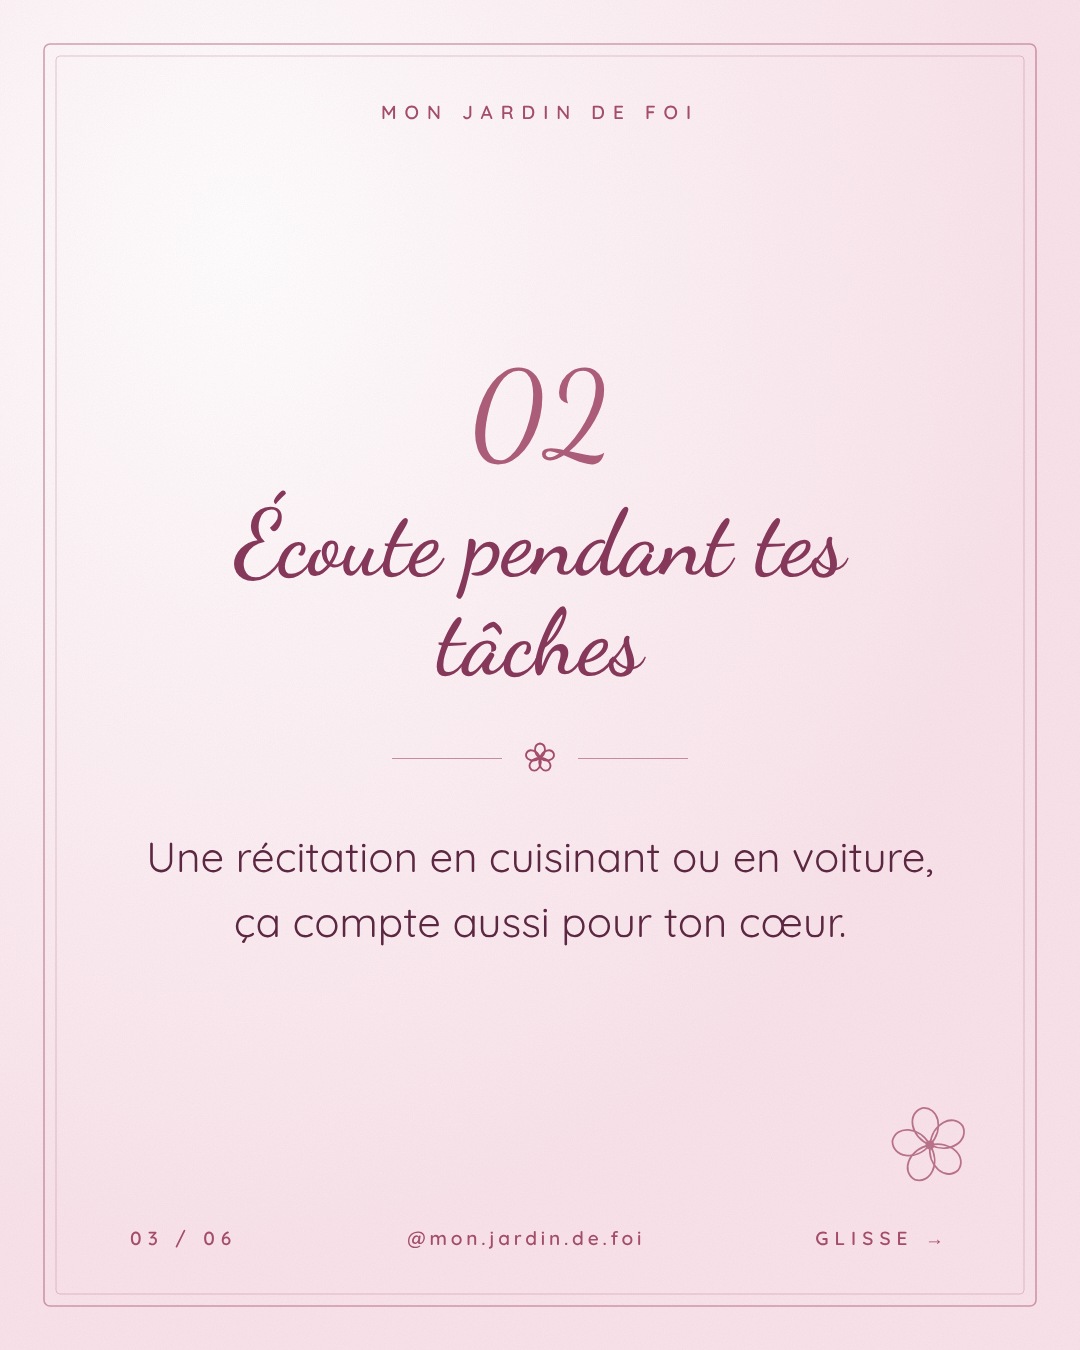 MON JARDIN DE FOI
02
Écoute pendant tes
tâches
Une récitation en cuisinant ou en voiture,
ça compte aussi pour ton cœur.
03 / 06
@mon.jardin.de.foi
GLISSE →